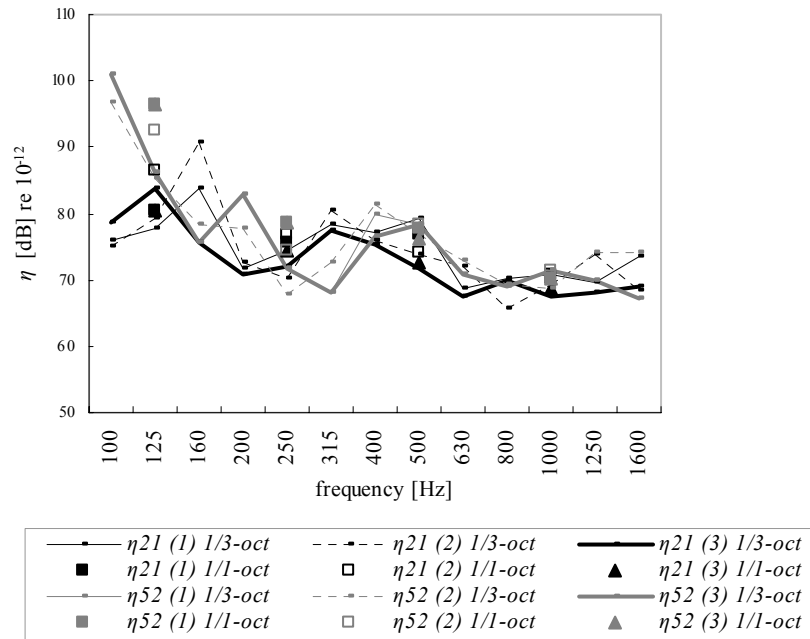 110
100
90
80
70
60
50
η [dB] re 10-12
100 125 160 200 250 315 400 500 630 800 1000 1250 1600
frequency [Hz]
η21 (1) 1/3-oct η21 (2) 1/3-oct η21 (3) 1/3-oct
η21 (1) 1/1-oct η21 (2) 1/1-oct η21 (3) 1/1-oct
η52 (1) 1/3-oct η52 (2) 1/3-oct η52 (3) 1/3-oct
η52 (1) 1/1-oct η52 (2) 1/1-oct η52 (3) 1/1-oct